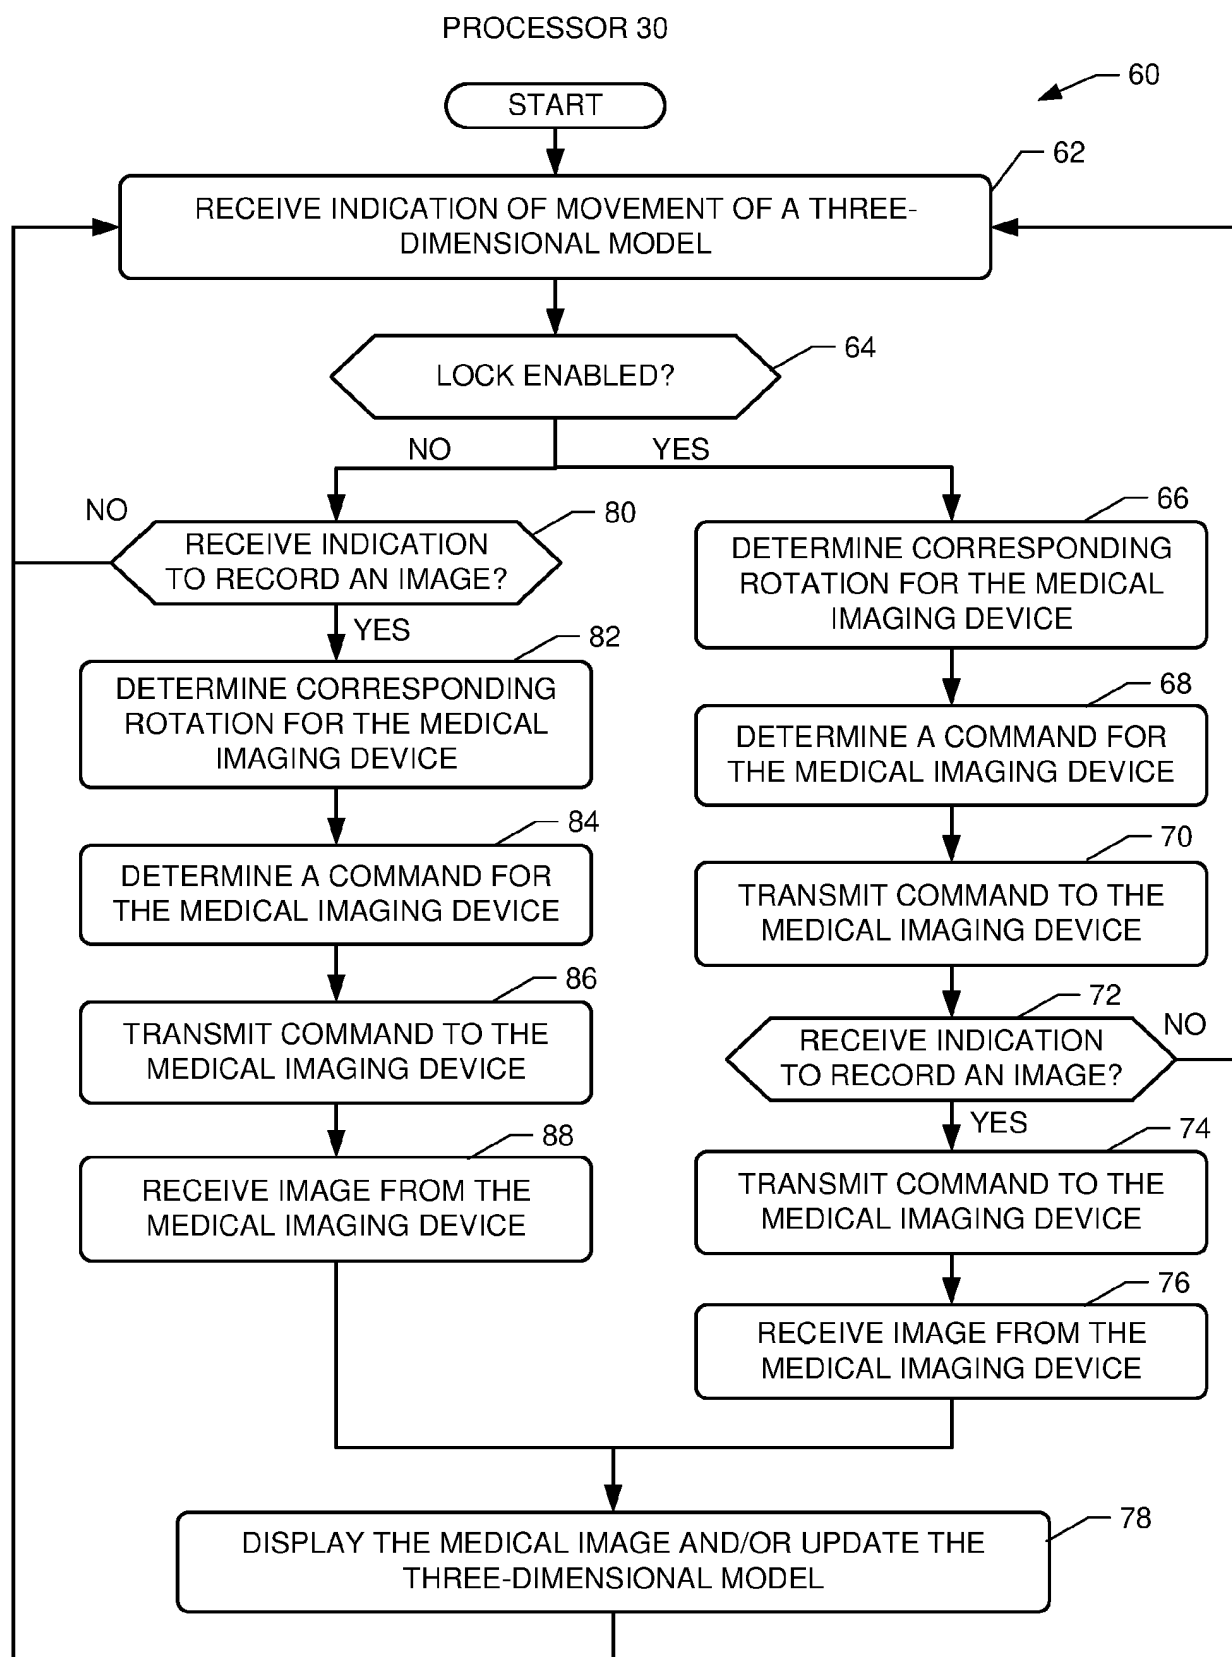 PROCESSOR 30
START
60
62
RECEIVE INDICATION OF MOVEMENT OF A THREE-
DIMENSIONAL MODEL
64
LOCK ENABLED?
NO
YES
NO
80
RECEIVE INDICATION
TO RECORD AN IMAGE?
YES
82
DETERMINE CORRESPONDING
ROTATION FOR THE MEDICAL
IMAGING DEVICE
84
DETERMINE A COMMAND FOR
THE MEDICAL IMAGING DEVICE
86
TRANSMIT COMMAND TO THE
MEDICAL IMAGING DEVICE
88
RECEIVE IMAGE FROM THE
MEDICAL IMAGING DEVICE
66
DETERMINE CORRESPONDING
ROTATION FOR THE MEDICAL
IMAGING DEVICE
68
DETERMINE A COMMAND FOR
THE MEDICAL IMAGING DEVICE
70
TRANSMIT COMMAND TO THE
MEDICAL IMAGING DEVICE
72
RECEIVE INDICATION
TO RECORD AN IMAGE?
NO
YES
74
TRANSMIT COMMAND TO THE
MEDICAL IMAGING DEVICE
76
RECEIVE IMAGE FROM THE
MEDICAL IMAGING DEVICE
78
DISPLAY THE MEDICAL IMAGE AND/OR UPDATE THE
THREE-DIMENSIONAL MODEL